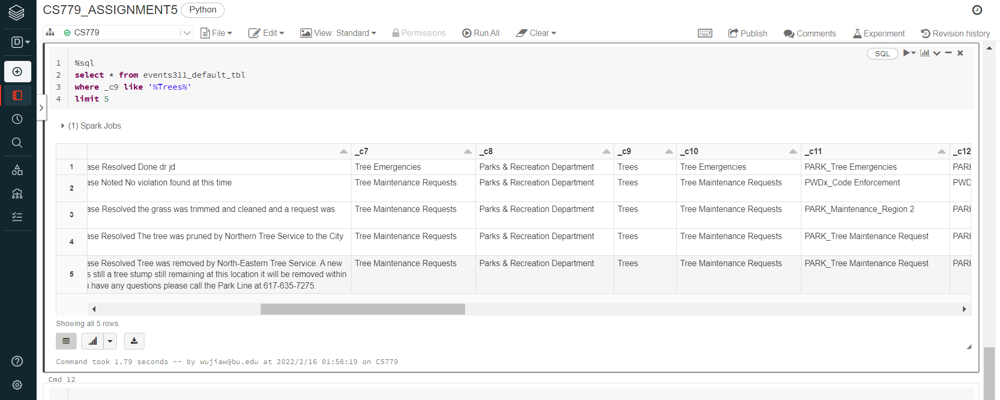 CS779_ASSIGNMENT5 Python
D CS779 File Edit View: Standard Permissions Run All Clear Publish Comments Experiment Revision history
SQL
1 %sql
2 select * from events311_default_tbl
3 where _c9 like '%Trees%'
4 limit 5
(1) Spark Jobs
_c7 _c8 _c9 _c10 _c11 _c12
1 ase Resolved Done dr jd Tree Emergencies Parks & Recreation Department Trees Tree Emergencies PARK_Tree Emergencies PARK
2 ase Noted No violation found at this time Tree Maintenance Requests Parks & Recreation Department Trees Tree Maintenance Requests PWDx_Code Enforcement PWD
3 ase Resolved the grass was trimmed and cleaned and a request was Tree Maintenance Requests Parks & Recreation Department Trees Tree Maintenance Requests PARK_Maintenance_Region 2 PARK
4 ase Resolved The tree was pruned by Northern Tree Service to the City Tree Maintenance Requests Parks & Recreation Department Trees Tree Maintenance Requests PARK_Tree Maintenance Request PARK
5 ase Resolved Tree was removed by North-Eastern Tree Service. A new Tree Maintenance Requests Parks & Recreation Department Trees Tree Maintenance Requests PARK_Tree Maintenance Request PARK
s still a tree stump still remaining at this location it will be removed within
u have any questions please call the Park Line at 617-635-7275.
Showing all 5 rows.
Command took 1.79 seconds -- by wujiaw@bu.edu at 2022/2/16 01:58:19 on CS779
Cmd 12